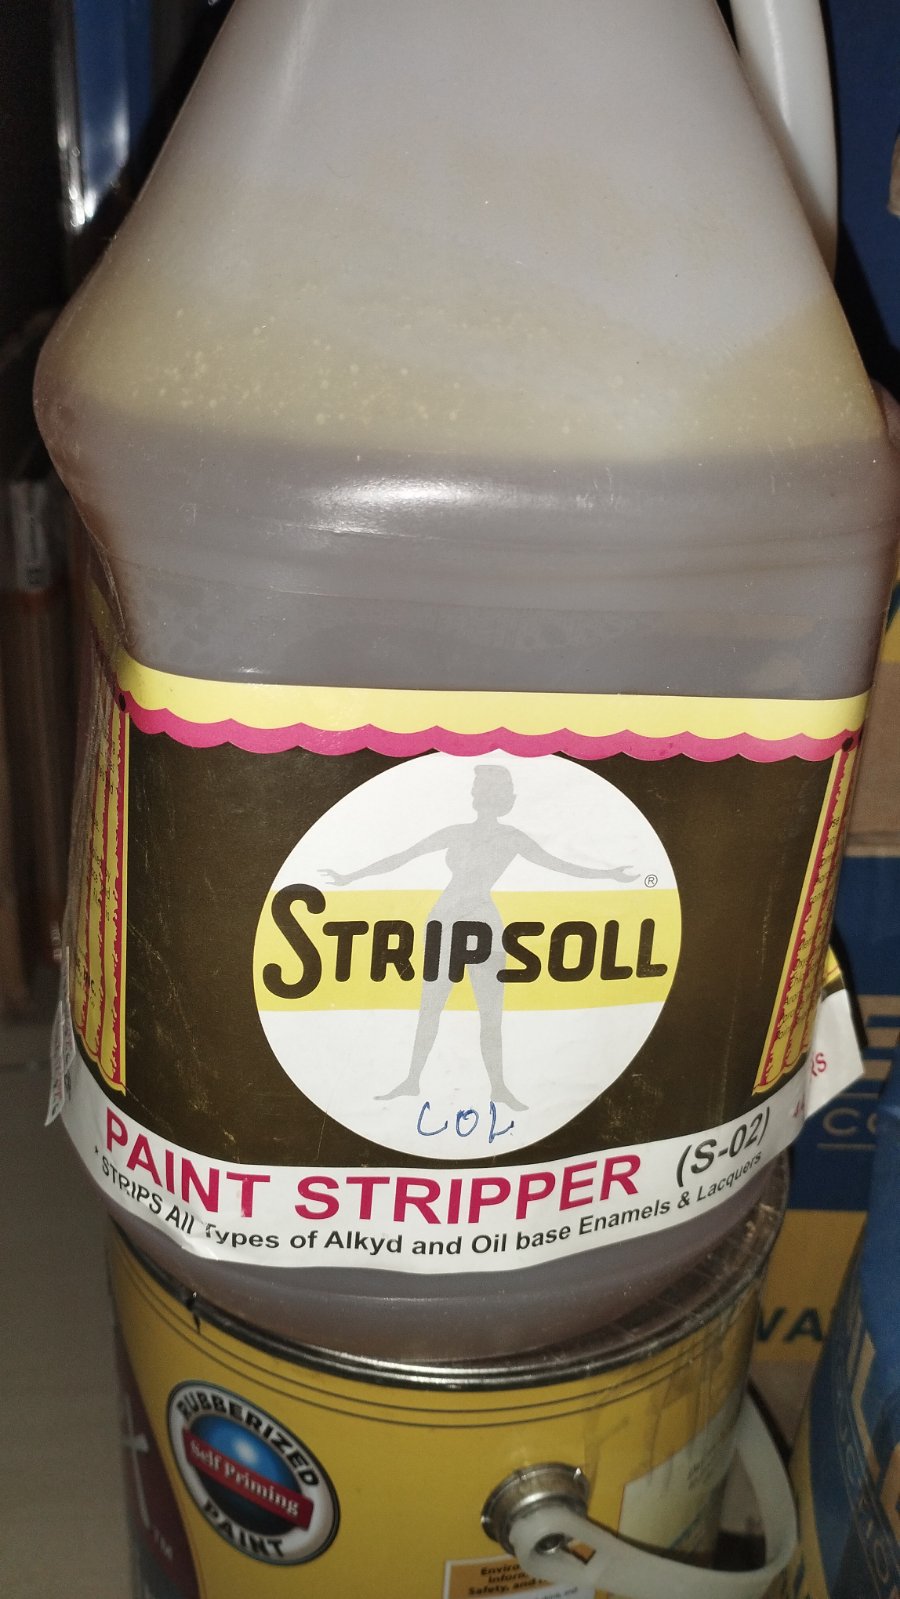 STRIPSOLL ®
COL
PAINT STRIPPER (S-02)
* STRIPS All Types of Alkyd and Oil base Enamels & Lacquers
RUBBERIZED
Self Priming
PAINT
TM